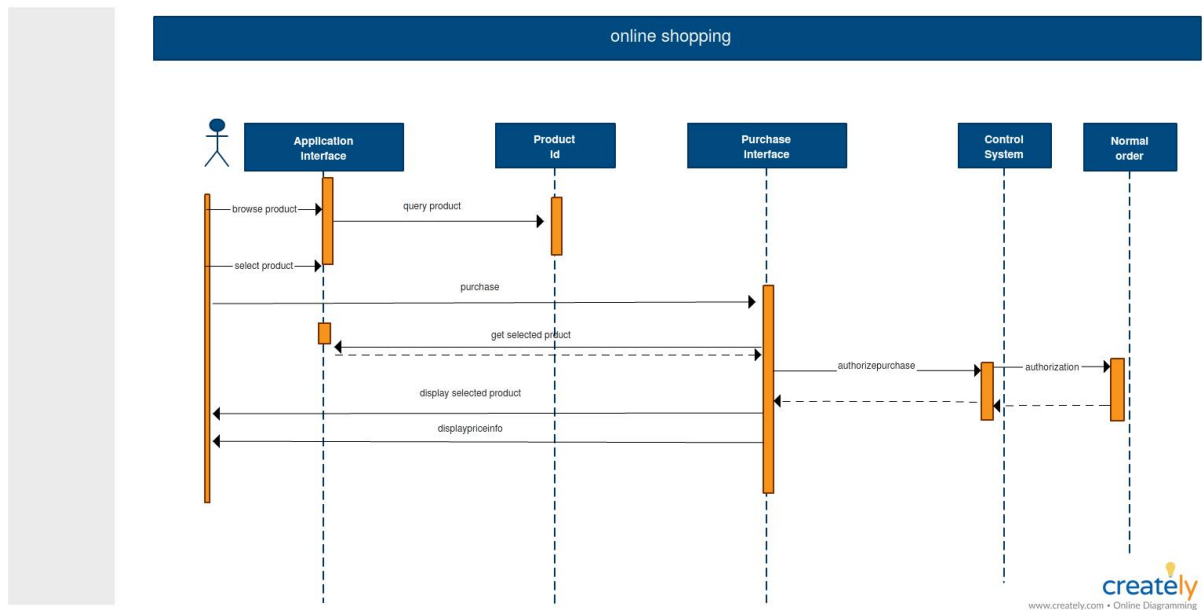 online shopping
Application
Interface
Product
Id
Purchase
Interface
Control
System
Normal
order
browse product
query product
select product
purchase
get selected prduct
authorizepurchase
authorization
display selected product
displaypriceinfo
creately
www.creately.com • Online Diagramming